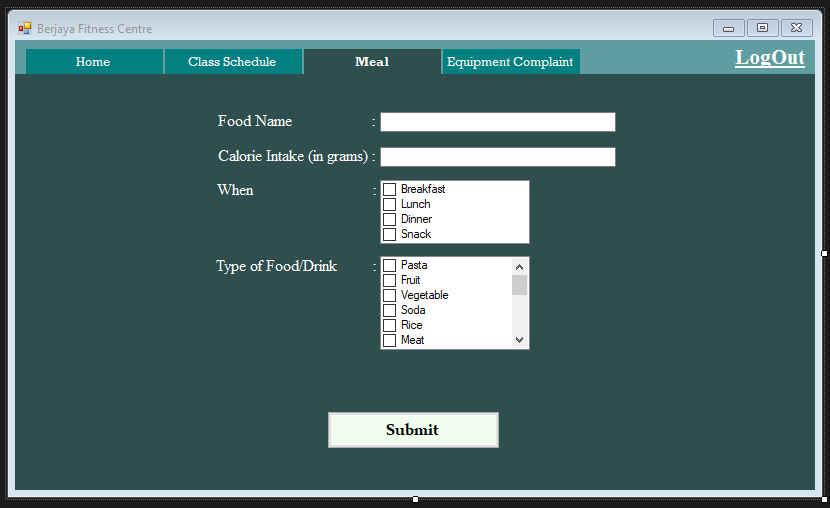 Berjaya Fitness Centre
Home Class Schedule Meal Equipment Complaint LogOut
Food Name :
Calorie Intake (in grams) :
When :
Breakfast
Lunch
Dinner
Snack
Type of Food/Drink :
Pasta
Fruit
Vegetable
Soda
Rice
Meat
Submit